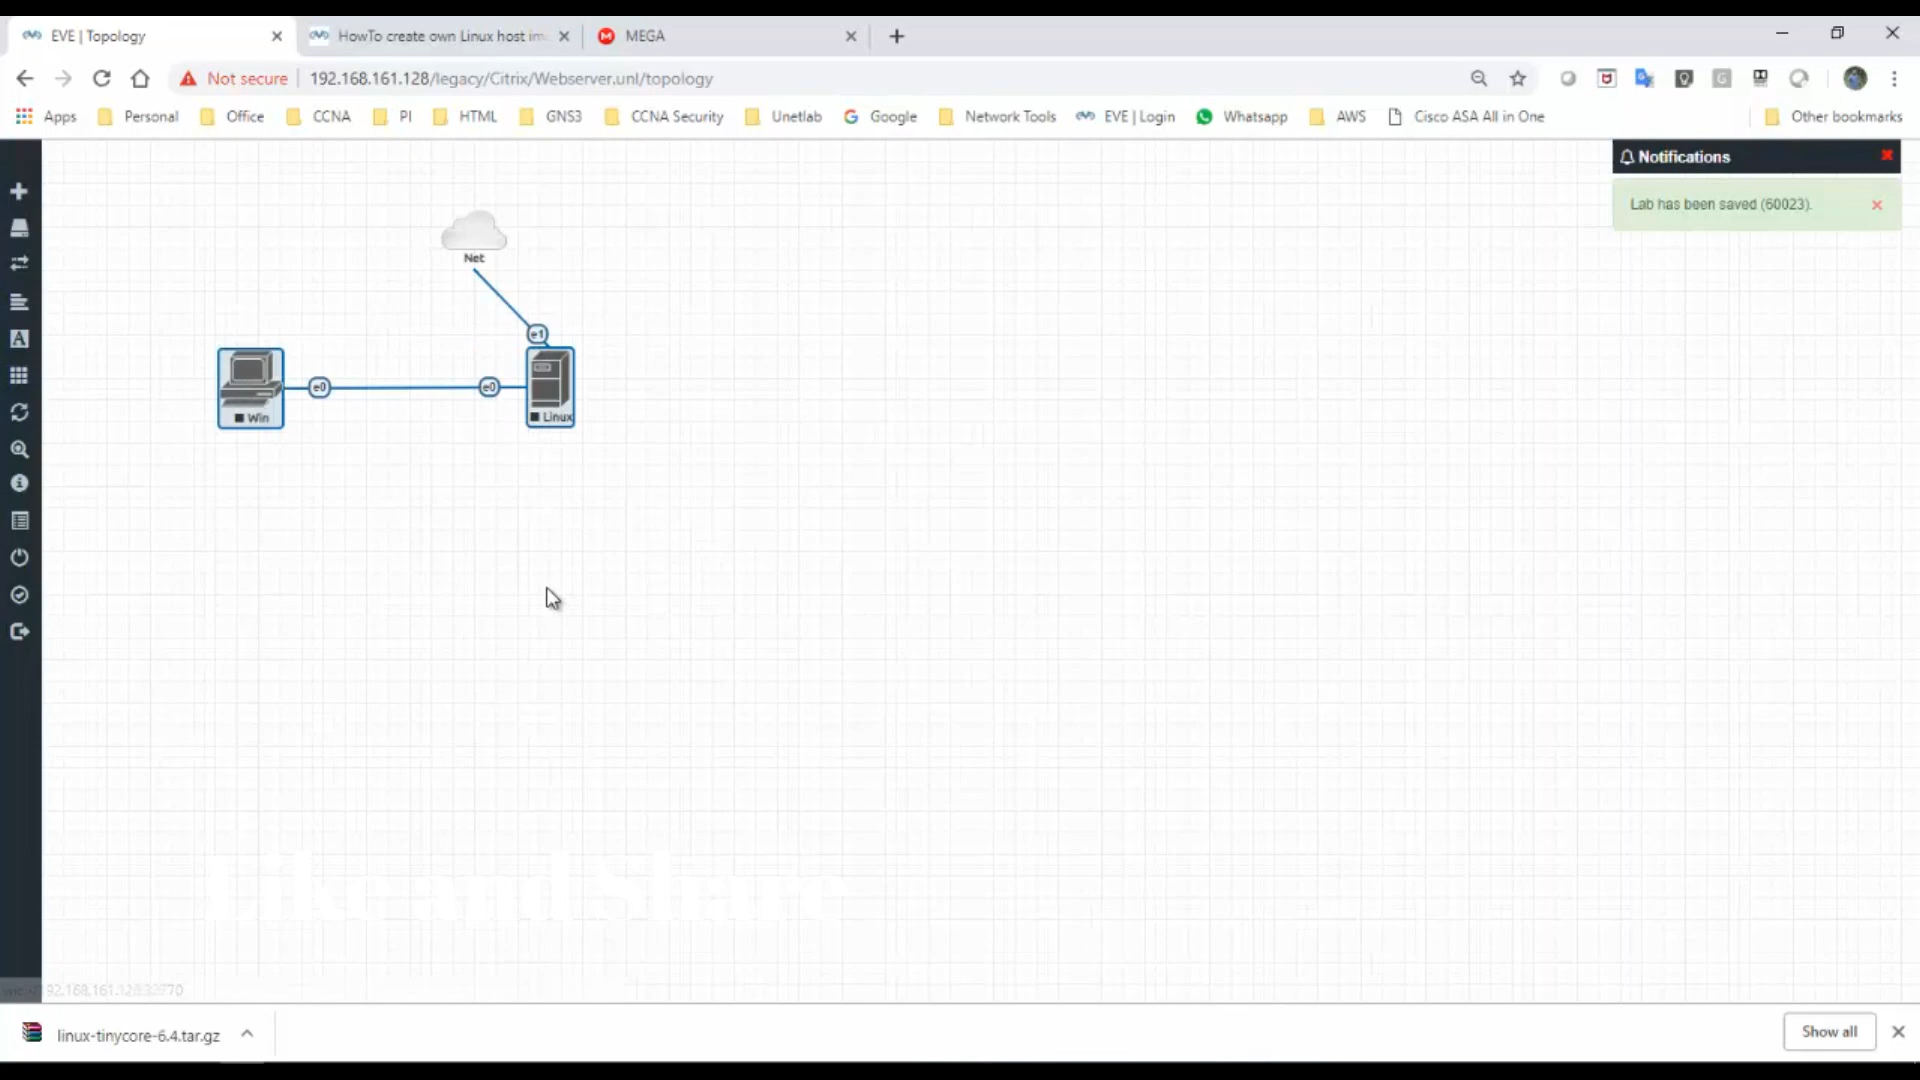 EVE | Topology
HowTo create own Linux host im
MEGA
Not secure
192.168.161.128/legacy/Citrix/Webserver.unl/topology
Apps Personal Office CCNA PI HTML GNS3 CCNA Security Unetlab Google Network Tools EVE | Login Whatsapp AWS Cisco ASA All in One Other bookmarks
Notifications
Lab has been saved (60023).
Net
e1
e0
e0
Win
Linux
Like and Share
linux-tinycore-6.4.tar.gz
Show all